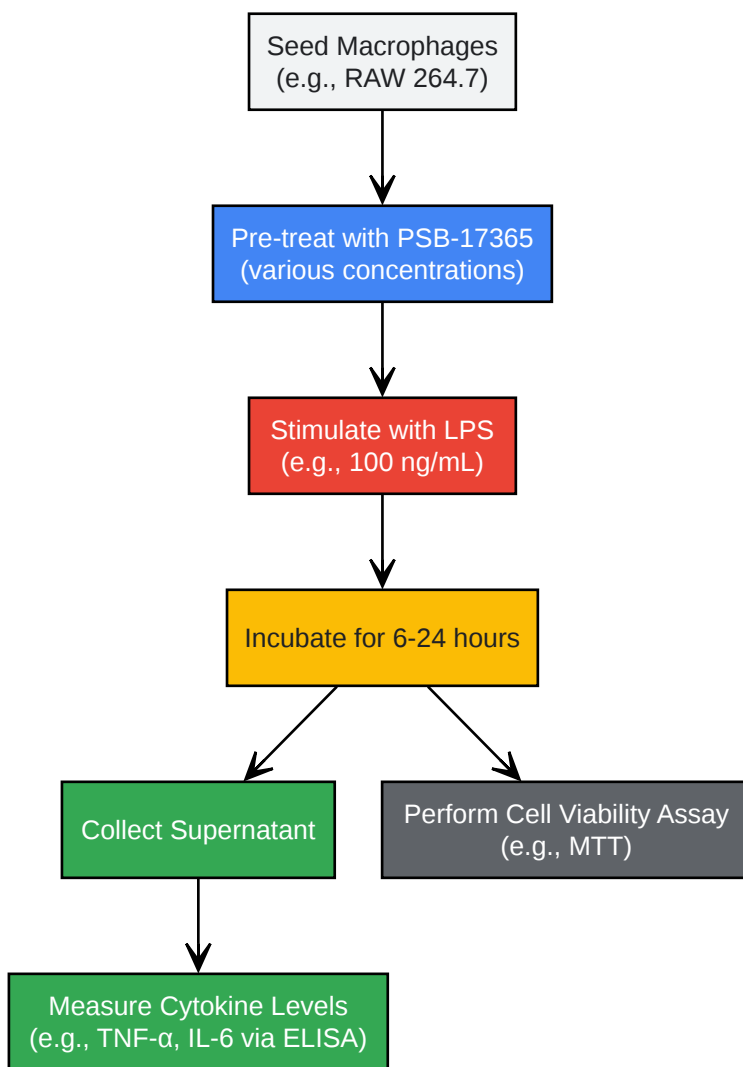 Seed Macrophages
(e.g., RAW 264.7)
Pre-treat with PSB-17365
(various concentrations)
Stimulate with LPS
(e.g., 100 ng/mL)
Incubate for 6-24 hours
Collect Supernatant
Perform Cell Viability Assay
(e.g., MTT)
Measure Cytokine Levels
(e.g., TNF-α, IL-6 via ELISA)